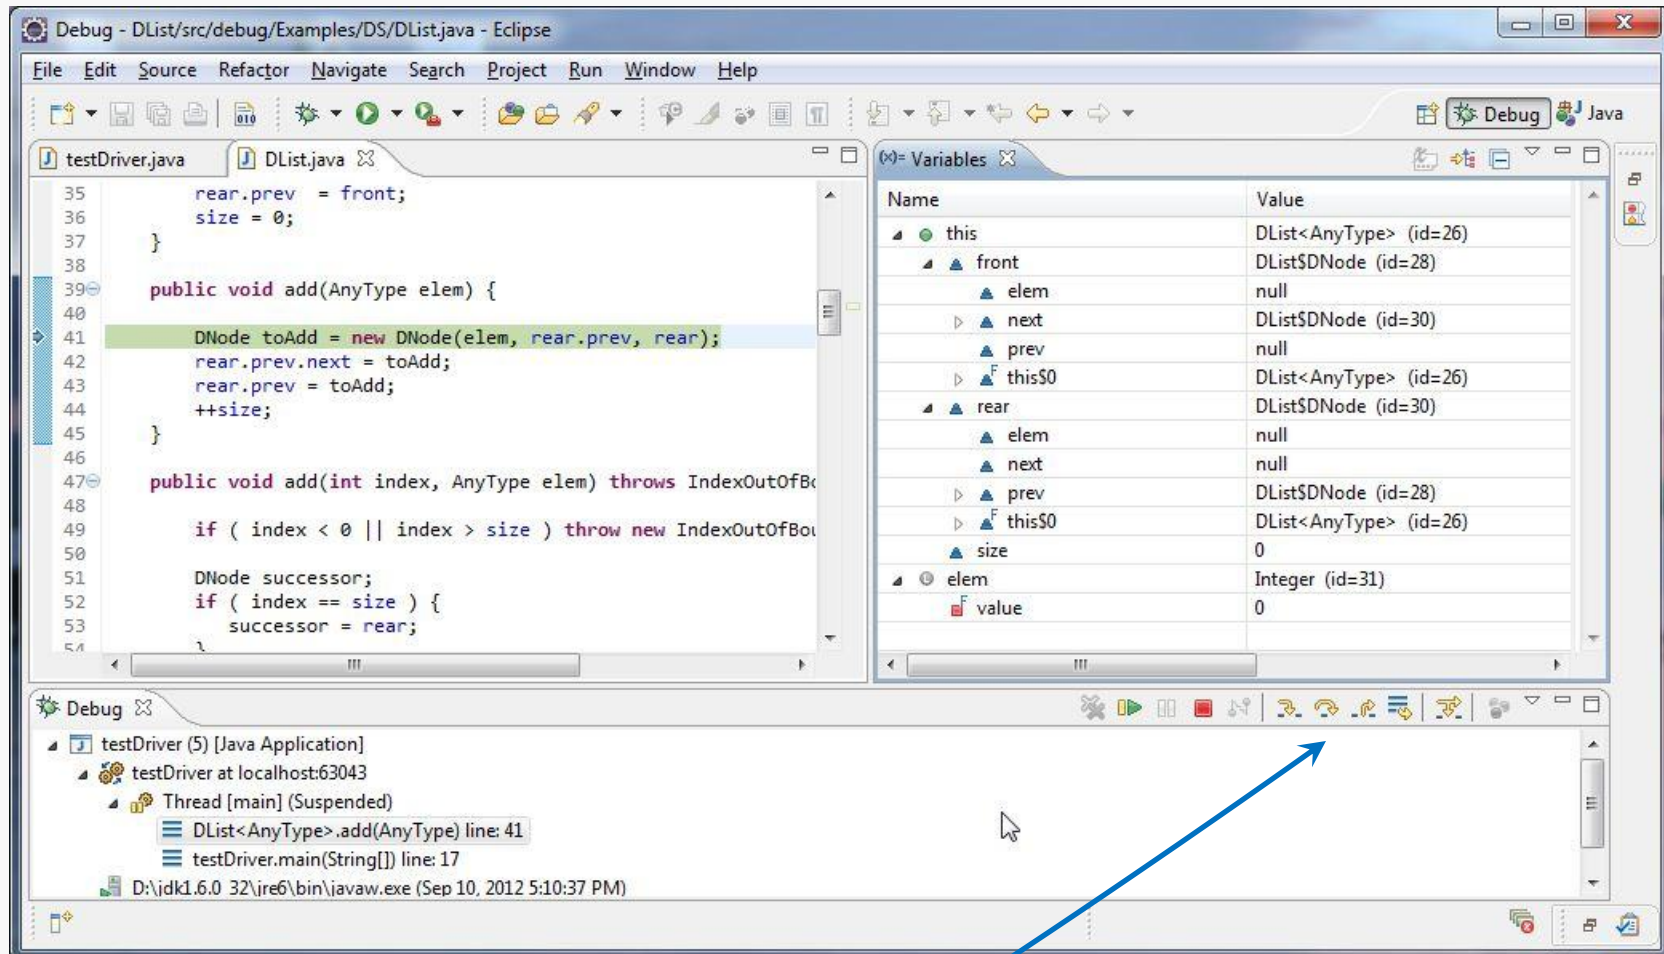 Debug - DList/src/debug/Examples/DS/DList.java - Eclipse
File Edit Source Refactor Navigate Search Project Run Window Help
Debug Java
testDriver.java DList.java
35 rear.prev = front;
36 size = 0;
37 }
38
39 public void add(AnyType elem) {
40
41 DNode toAdd = new DNode(elem, rear.prev, rear);
42 rear.prev.next = toAdd;
43 rear.prev = toAdd;
44 ++size;
45 }
46
47 public void add(int index, AnyType elem) throws IndexOutOfBo
48
49 if ( index < 0 || index > size ) throw new IndexOutOfBou
50
51 DNode successor;
52 if ( index == size ) {
53 successor = rear;
54 }
(x)= Variables
Name Value
this DList<AnyType> (id=26)
front DList$DNode (id=28)
elem null
next DList$DNode (id=30)
prev null
this$0 DList<AnyType> (id=26)
rear DList$DNode (id=30)
elem null
next null
prev DList$DNode (id=28)
this$0 DList<AnyType> (id=26)
size 0
elem Integer (id=31)
value 0
Debug
testDriver (5) [Java Application]
testDriver at localhost:63043
Thread [main] (Suspended)
DList<AnyType>.add(AnyType) line: 41
testDriver.main(String[]) line: 17
D:\jdk1.6.0_32\jre6\bin\javaw.exe (Sep 10, 2012 5:10:37 PM)